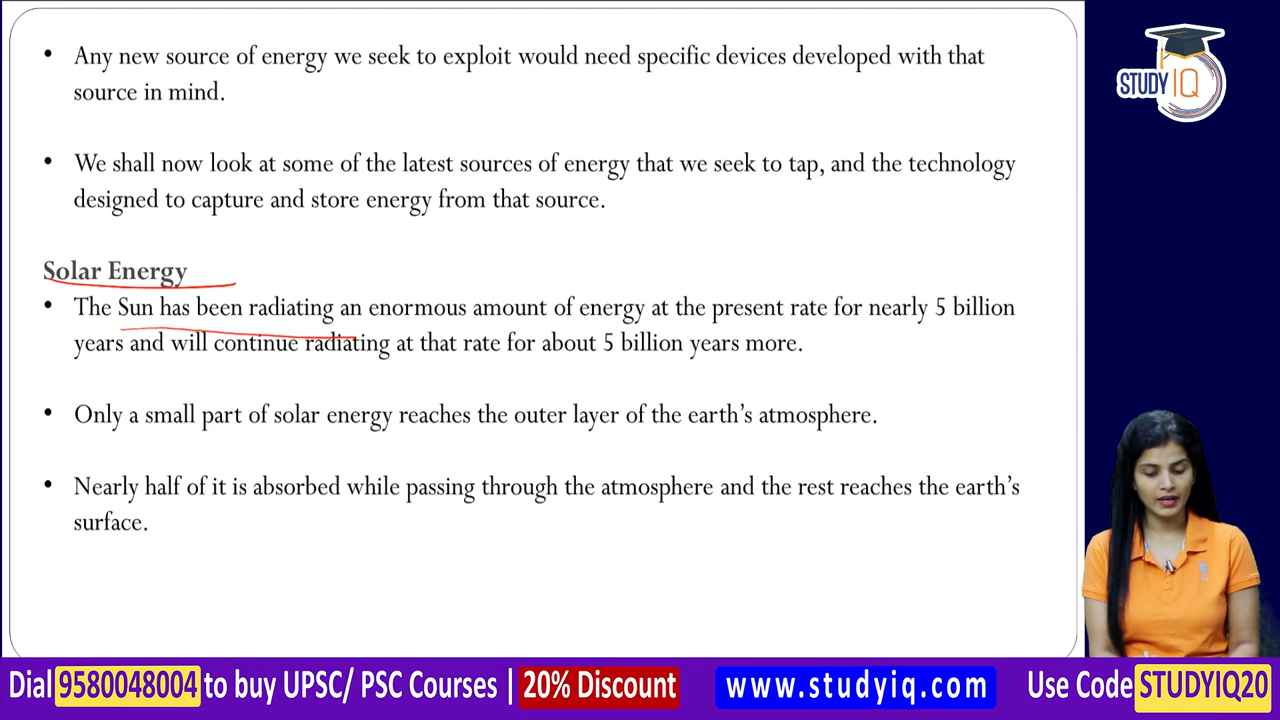 • Any new source of energy we seek to exploit would need specific devices developed with that
source in mind.
• We shall now look at some of the latest sources of energy that we seek to tap, and the technology
designed to capture and store energy from that source.
Solar Energy
• The Sun has been radiating an enormous amount of energy at the present rate for nearly 5 billion
years and will continue radiating at that rate for about 5 billion years more.
• Only a small part of solar energy reaches the outer layer of the earth’s atmosphere.
• Nearly half of it is absorbed while passing through the atmosphere and the rest reaches the earth’s
surface.
STUDY IQ
Dial 9580048004 to buy UPSC/ PSC Courses | 20% Discount www.studyiq.com Use Code STUDYIQ20